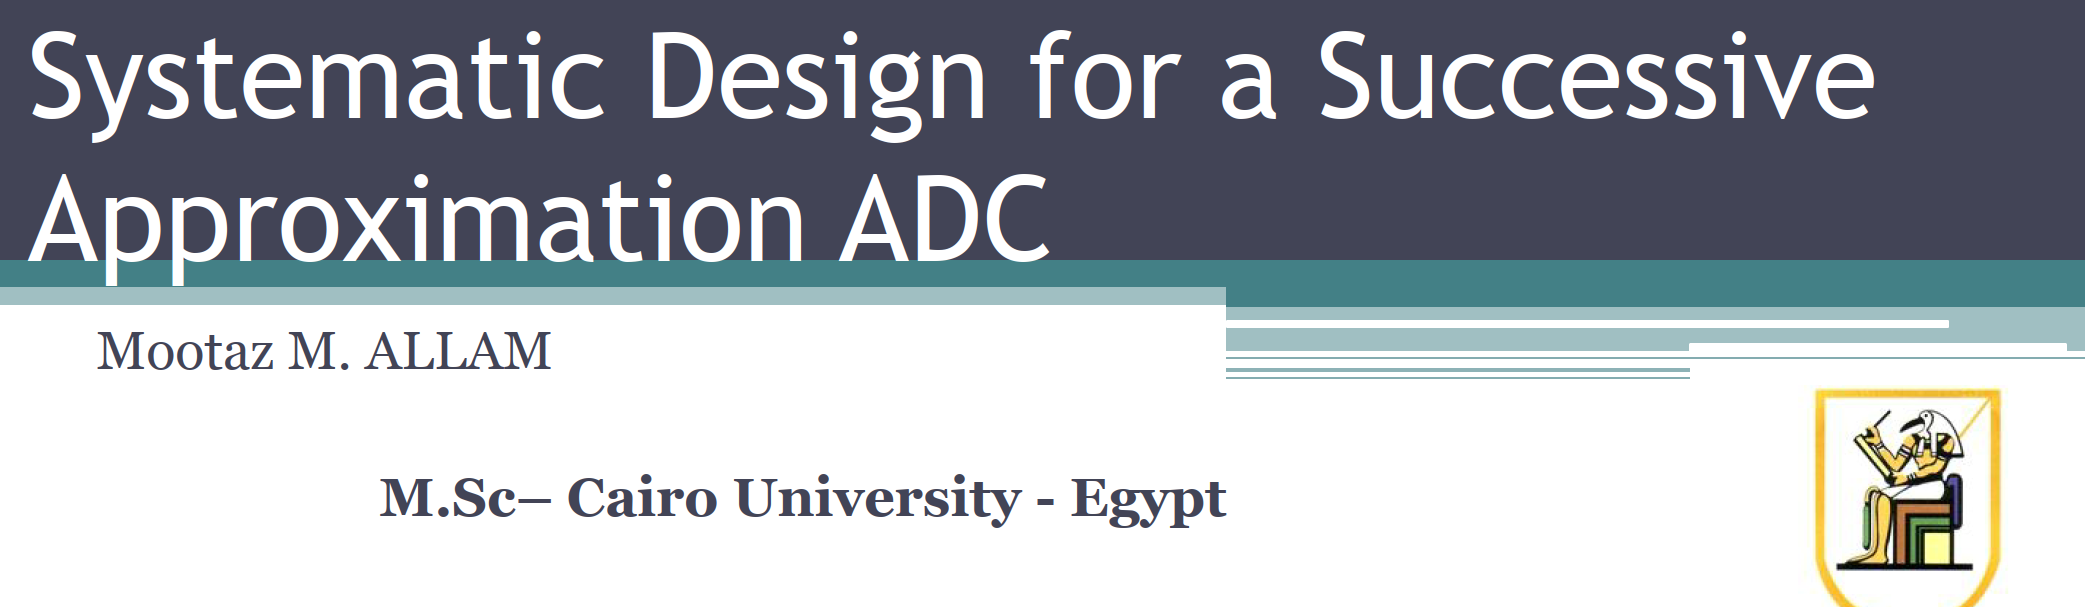 Systematic Design for a Successive
Approximation ADC
Mootaz M. ALLAM
M.Sc– Cairo University - Egypt